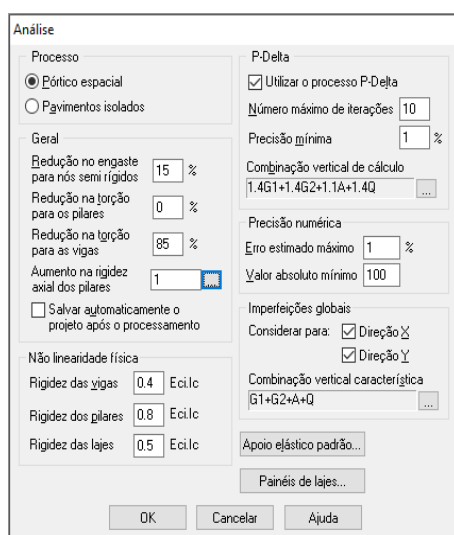 Análise
Processo
Pórtico espacial
Pavimentos isolados
Geral
Redução no engaste
para nós semi rígidos 15 %
Redução na torção
para os pilares 0 %
Redução na torção
para as vigas 85 %
Aumento na rigidez
axial dos pilares 1 ...
Salvar automaticamente o
projeto após o processamento
Não linearidade física
Rigidez das vigas 0.4 Eci.Ic
Rigidez dos pilares 0.8 Eci.Ic
Rigidez das lajes 0.5 Eci.Ic
P-Delta
Utilizar o processo P-Delta
Número máximo de iterações 10
Precisão mínima 1 %
Combinação vertical de cálculo
1.4G1+1.4G2+1.1A+1.4Q ...
Precisão numérica
Erro estimado máximo 1 %
Valor absoluto mínimo 100
Imperfeições globais
Considerar para: Direção X
Direção Y
Combinação vertical característica
G1+G2+A+Q ...
Apoio elástico padrão...
Painéis de lajes...
OK Cancelar Ajuda